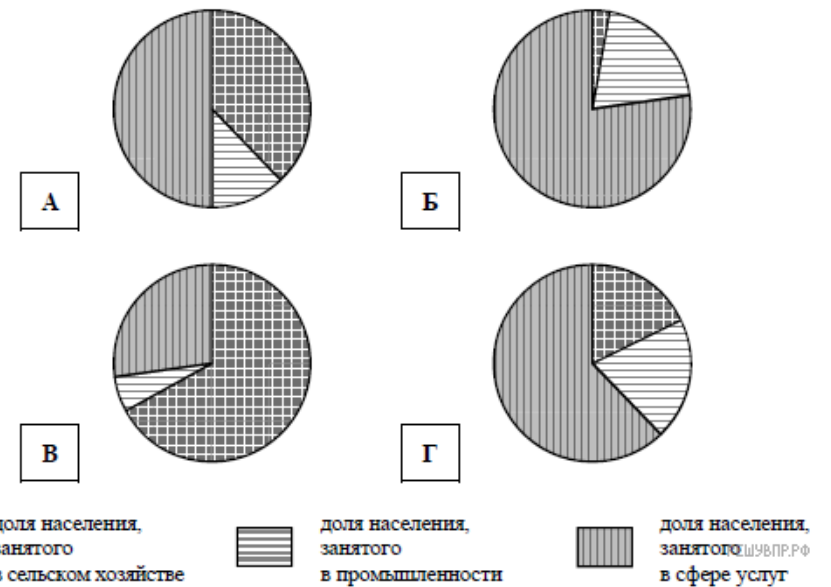 А
Б
В
Г
доля населения,
занятого
в сельском хозяйстве
доля населения,
занятого
в промышленности
доля населения,
занятого
в сфере услуг
РЕШУВПР.РФ